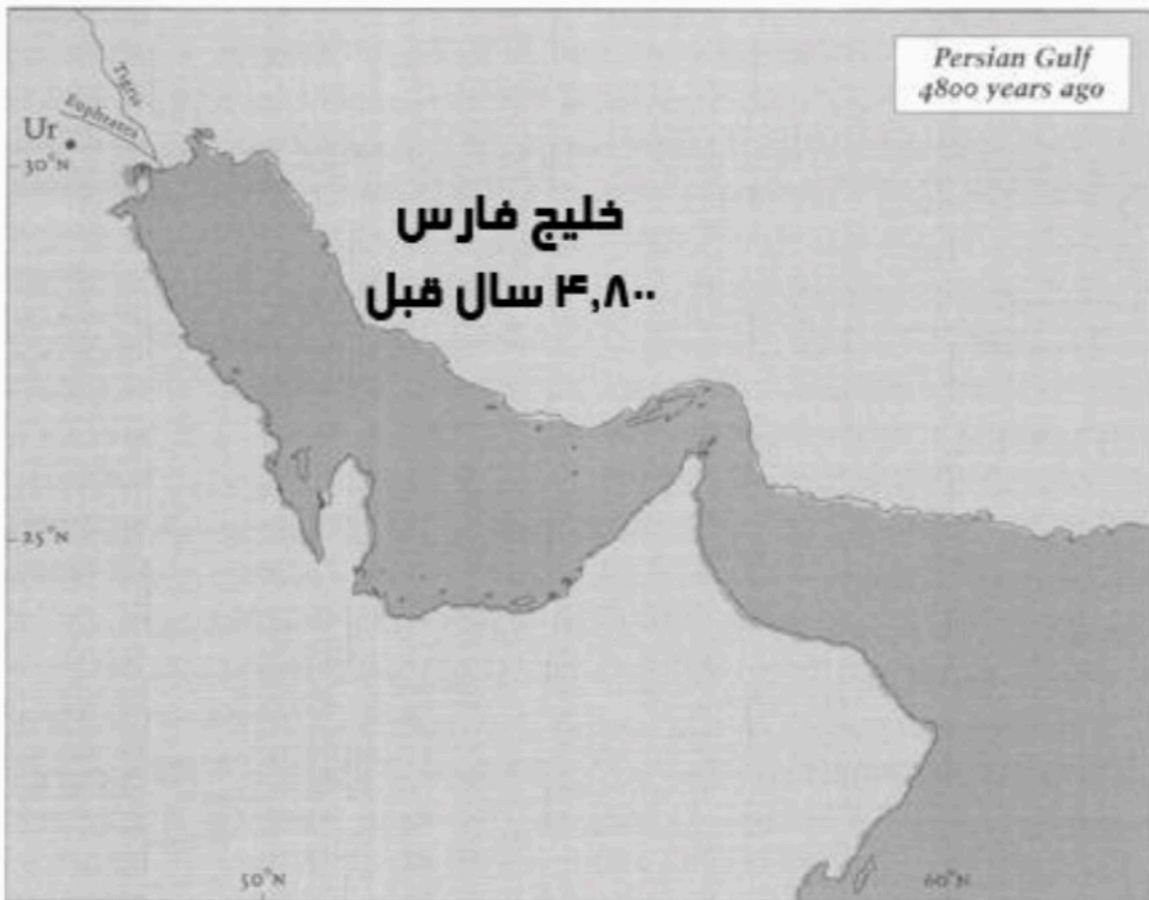 Persian Gulf
4800 years ago
Tigris
Euphrates
Ur
30°N
خلیج فارس
۴,۸۰۰ سال قبل
25°N
50°N
60°N